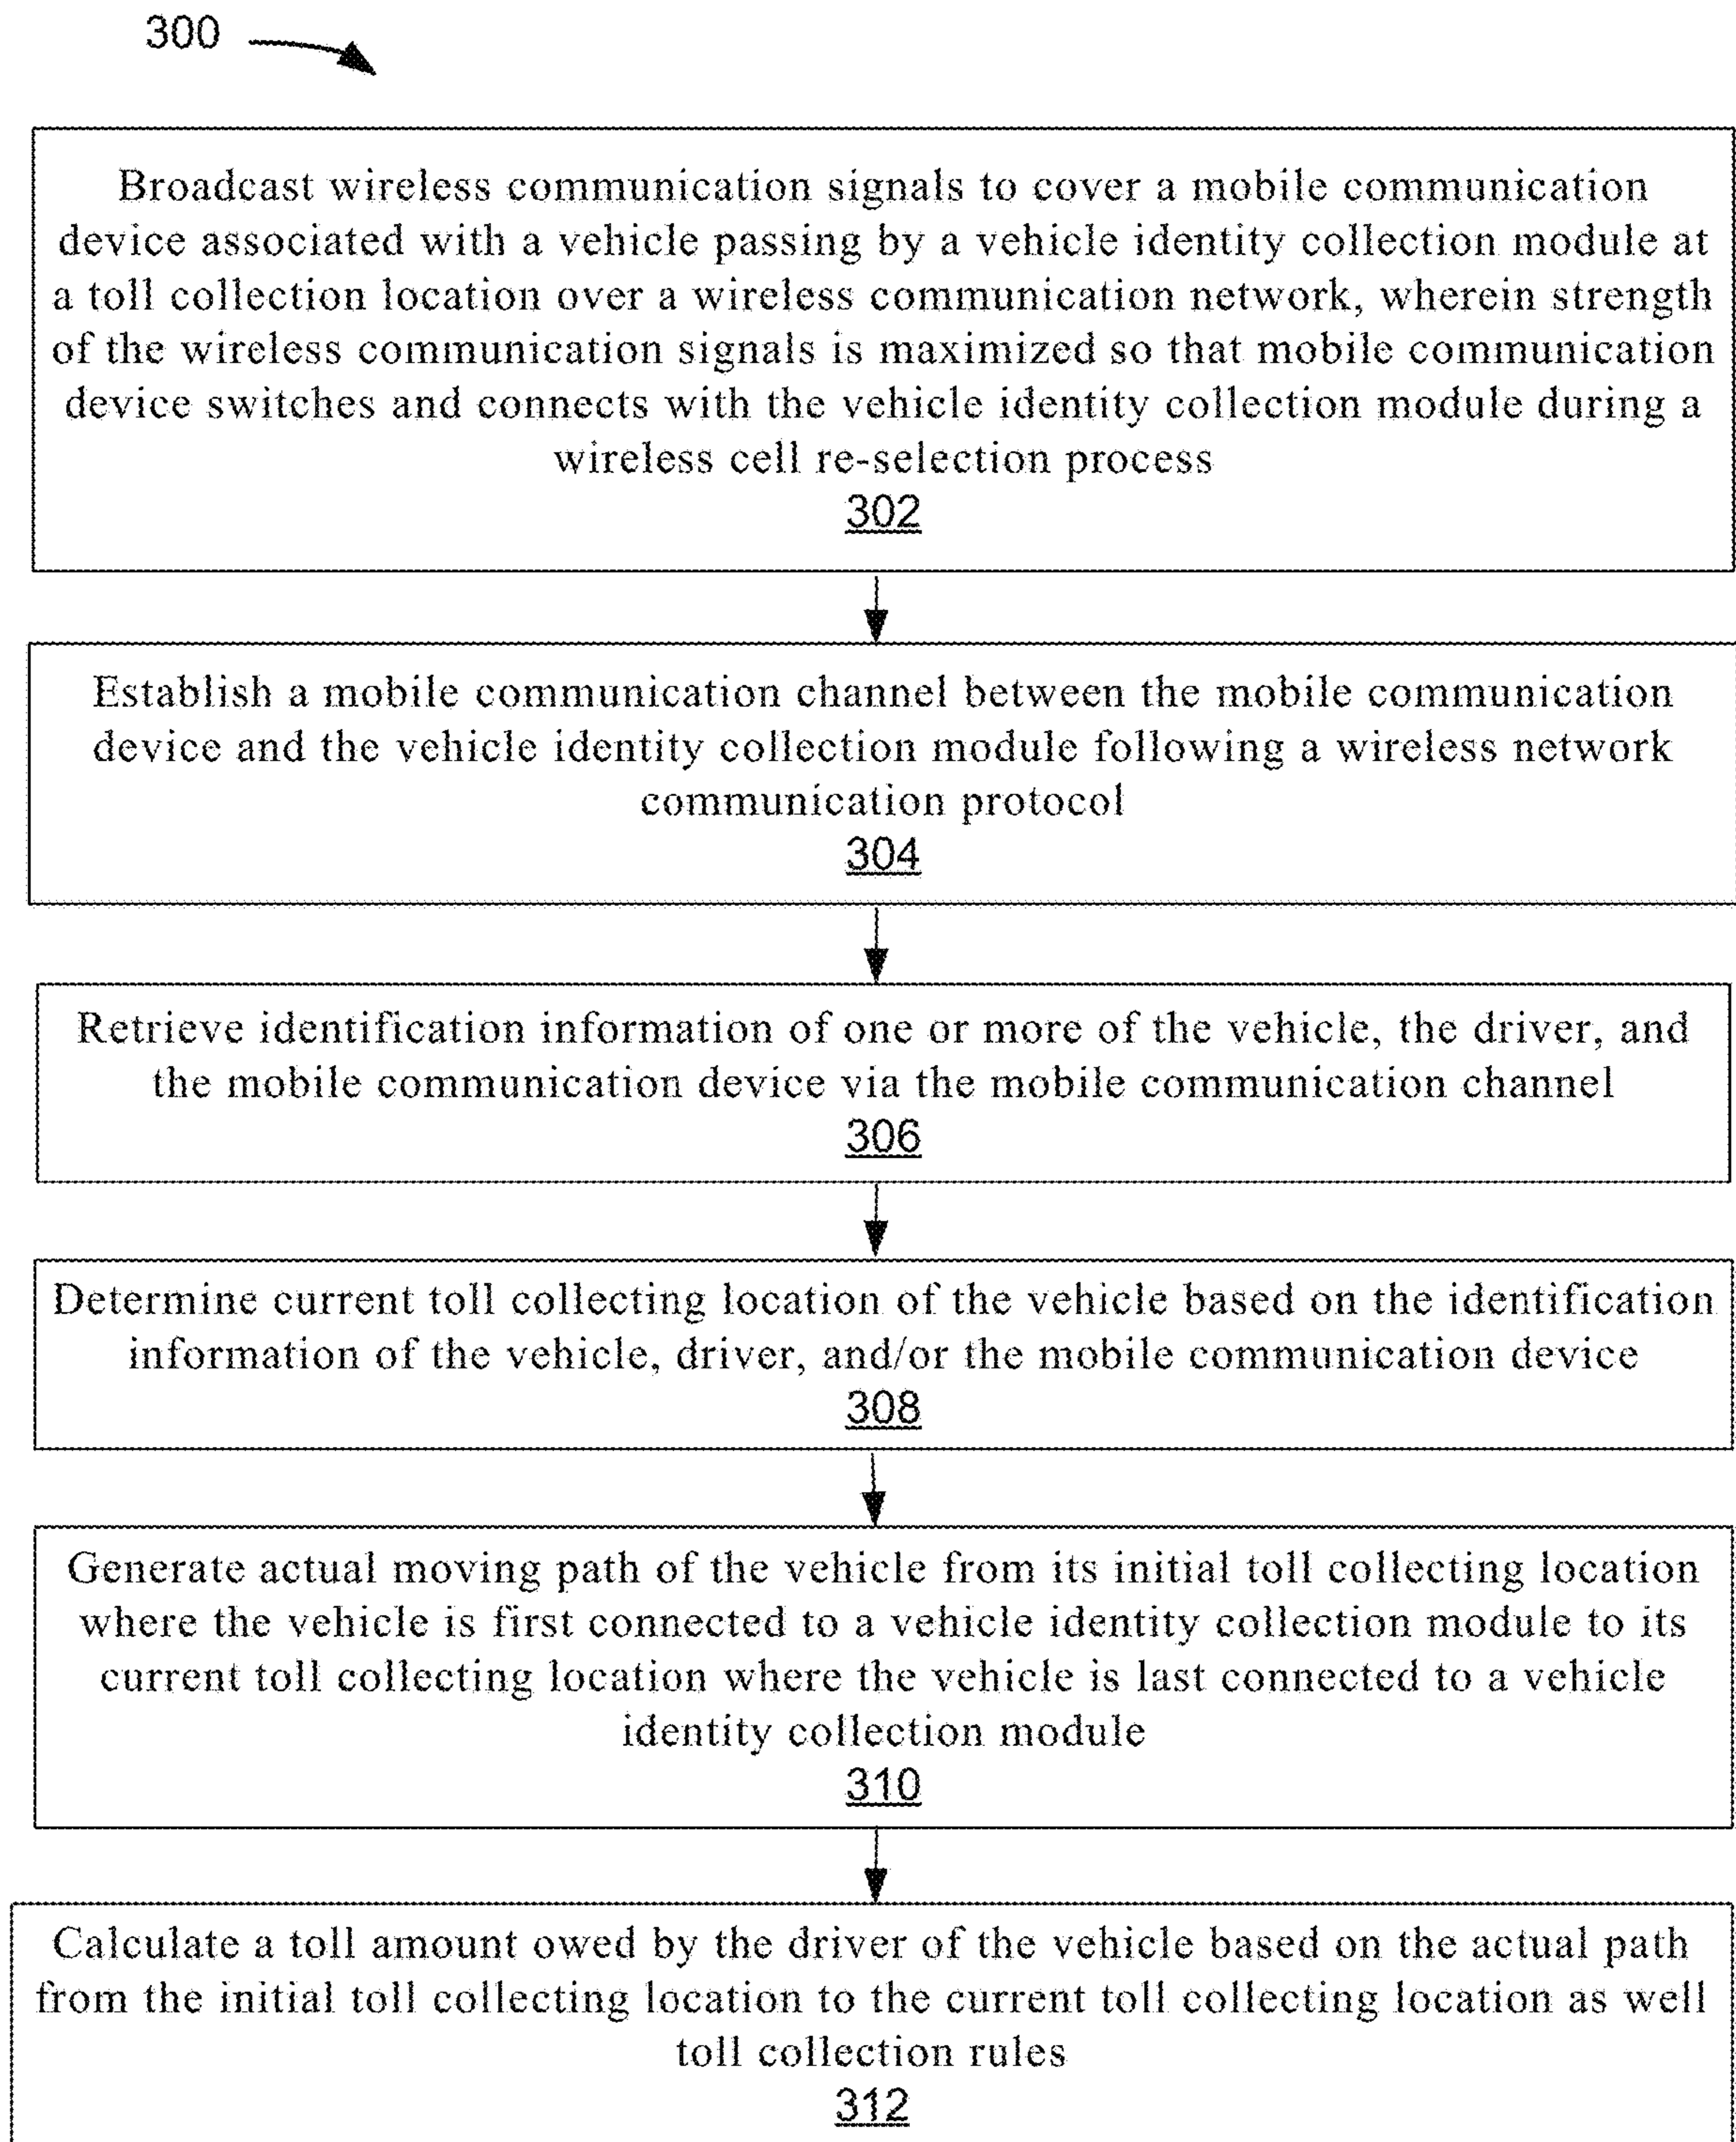 300
Broadcast wireless communication signals to cover a mobile communication
device associated with a vehicle passing by a vehicle identity collection module at
a toll collection location over a wireless communication network, wherein strength
of the wireless communication signals is maximized so that mobile communication
device switches and connects with the vehicle identity collection module during a
wireless cell re-selection process
302
Establish a mobile communication channel between the mobile communication
device and the vehicle identity collection module following a wireless network
communication protocol
304
Retrieve identification information of one or more of the vehicle, the driver, and
the mobile communication device via the mobile communication channel
306
Determine current toll collecting location of the vehicle based on the identification
information of the vehicle, driver, and/or the mobile communication device
308
Generate actual moving path of the vehicle from its initial toll collecting location
where the vehicle is first connected to a vehicle identity collection module to its
current toll collecting location where the vehicle is last connected to a vehicle
identity collection module
310
Calculate a toll amount owed by the driver of the vehicle based on the actual path
from the initial toll collecting location to the current toll collecting location as well
toll collection rules
312